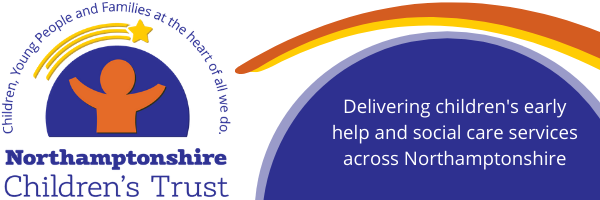 Children, Young People and Families at the heart of all we do.
Northamptonshire
Children's Trust
Delivering children's early
help and social care services
across Northamptonshire